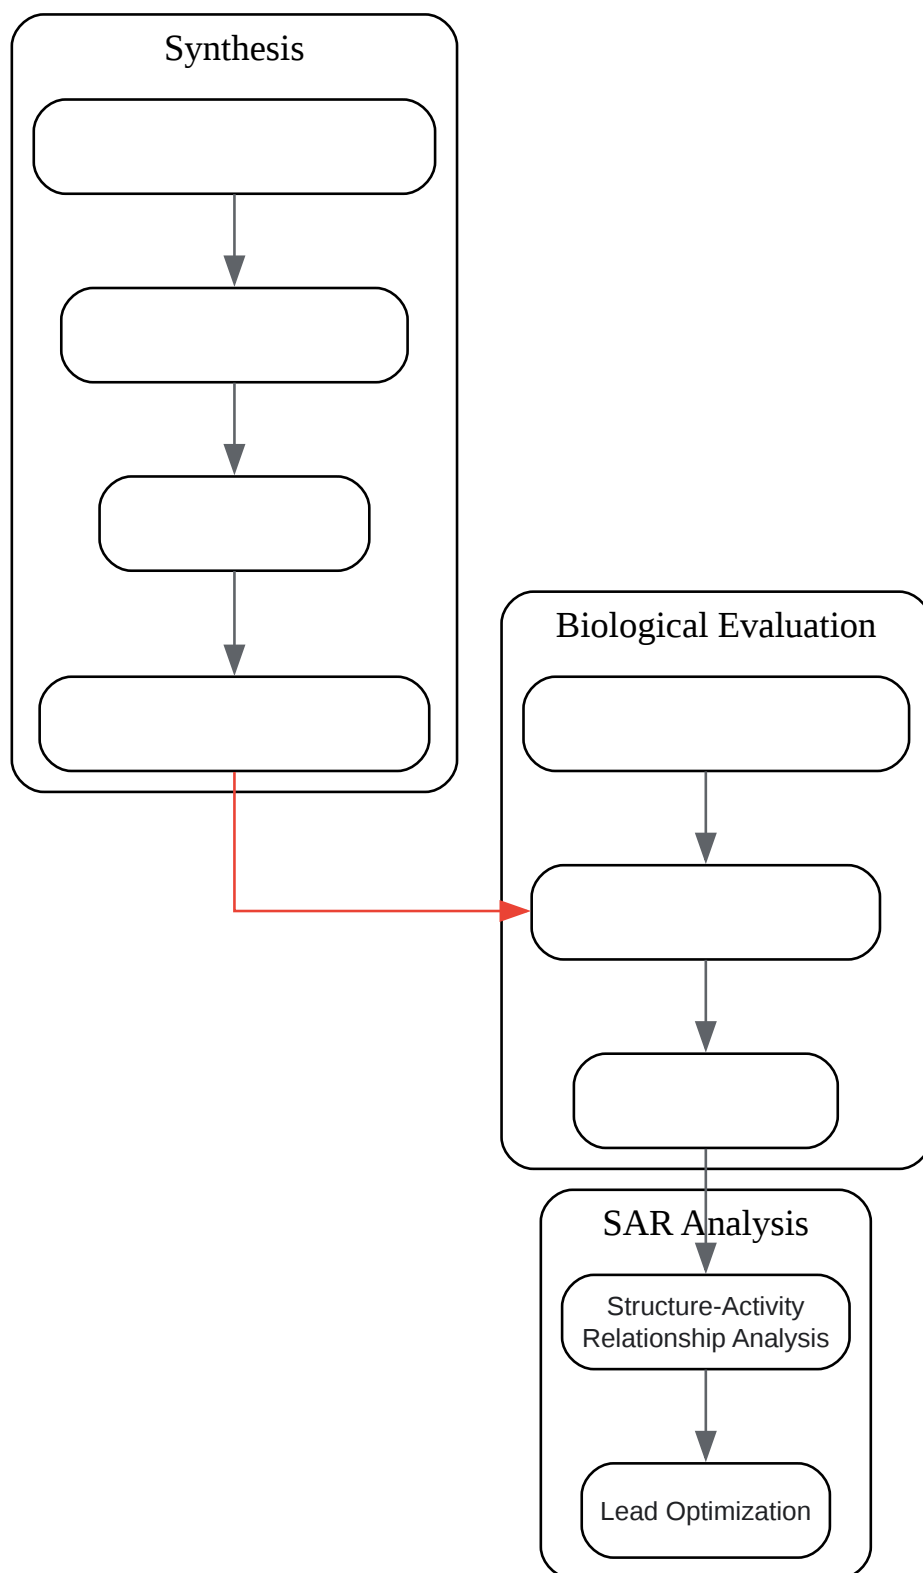 Synthesis
Biological Evaluation
SAR Analysis
Structure-Activity
Relationship Analysis
Lead Optimization